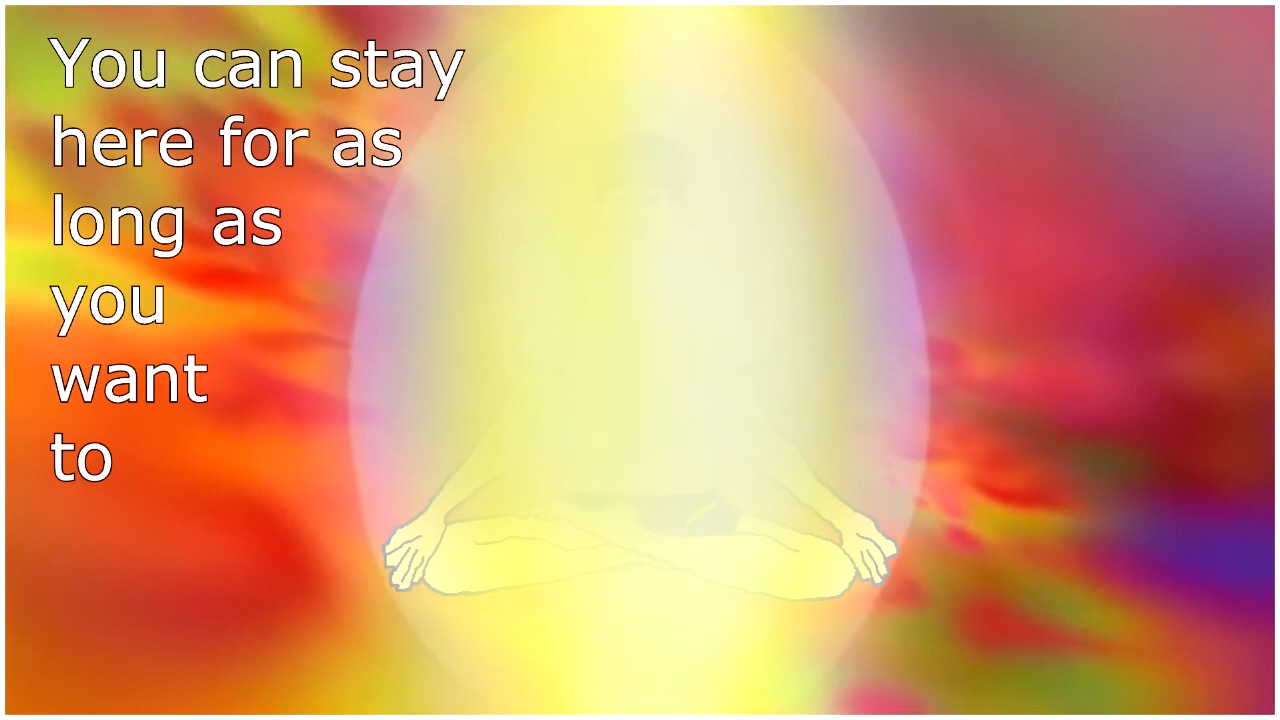 You can stay
here for as
long as
you
want
to